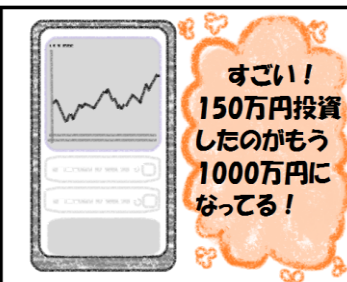 すごい！
150万円投資
したのがもう
1000万円に
なってる！